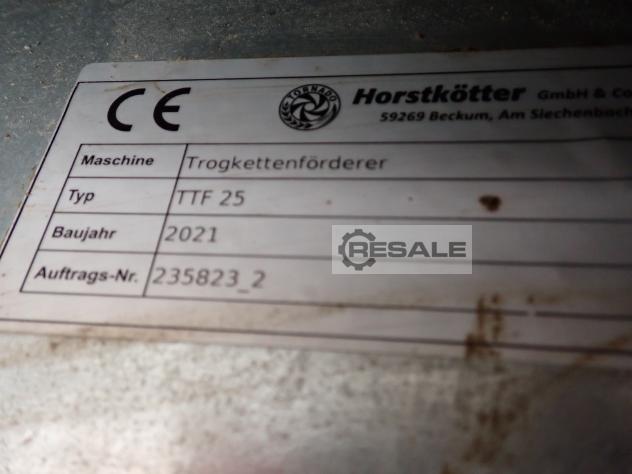 CE
TORNADO
Horstkötter GmbH & Co
59269 Beckum, Am Siechenbach
Maschine Trogkettenförderer
Typ TTF 25
Baujahr 2021
RESALE
Auftrags-Nr. 235823_2